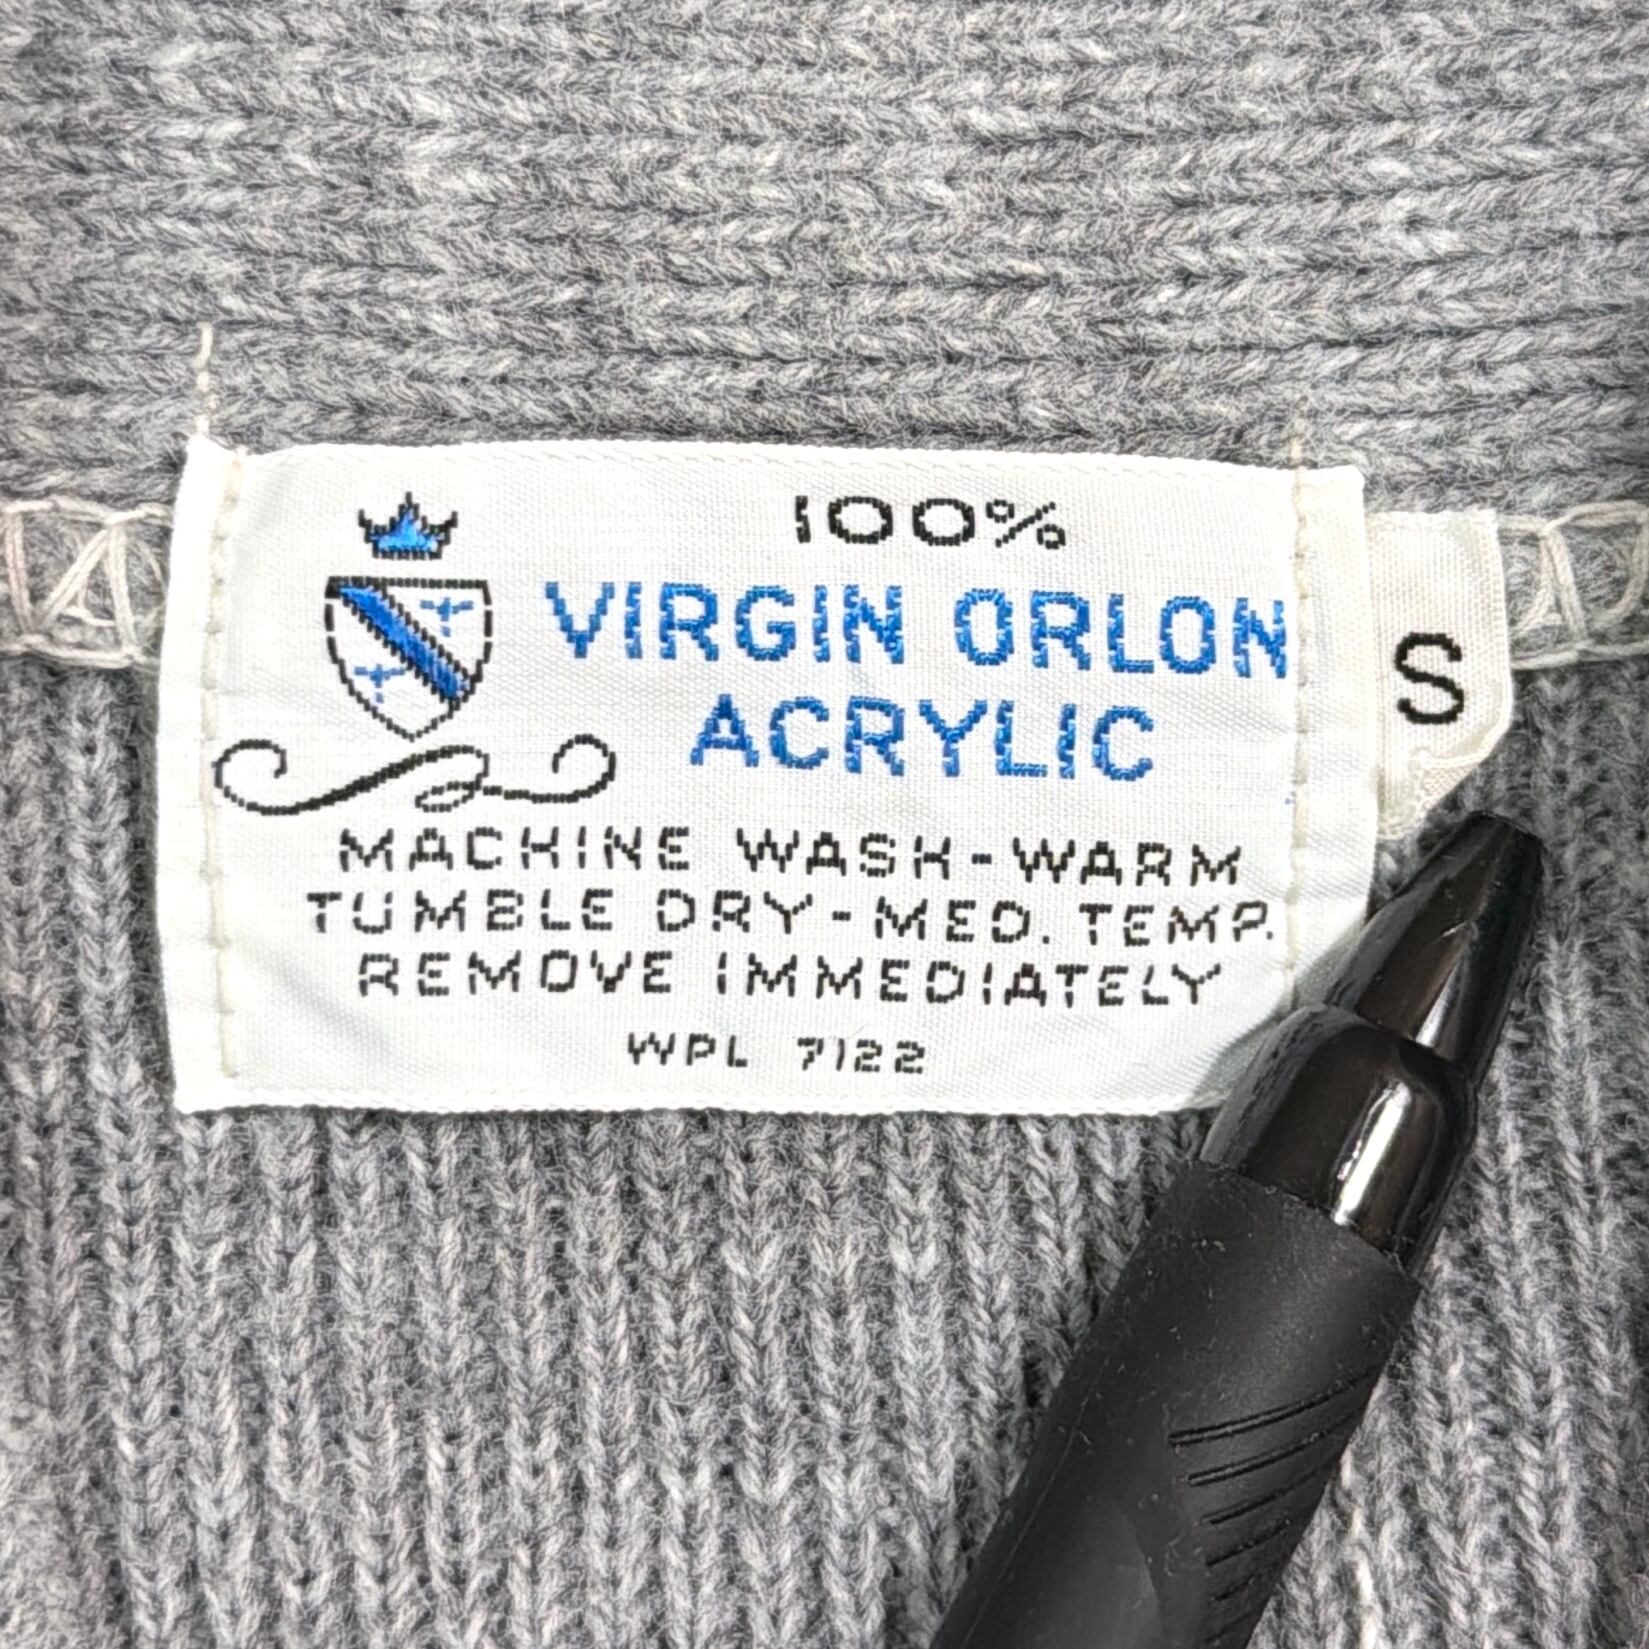 100%
VIRGIN ORLON
ACRYLIC
S
MACHINE WASH-WARM
TUMBLE DRY-MED. TEMP.
REMOVE IMMEDIATELY
WPL 7122